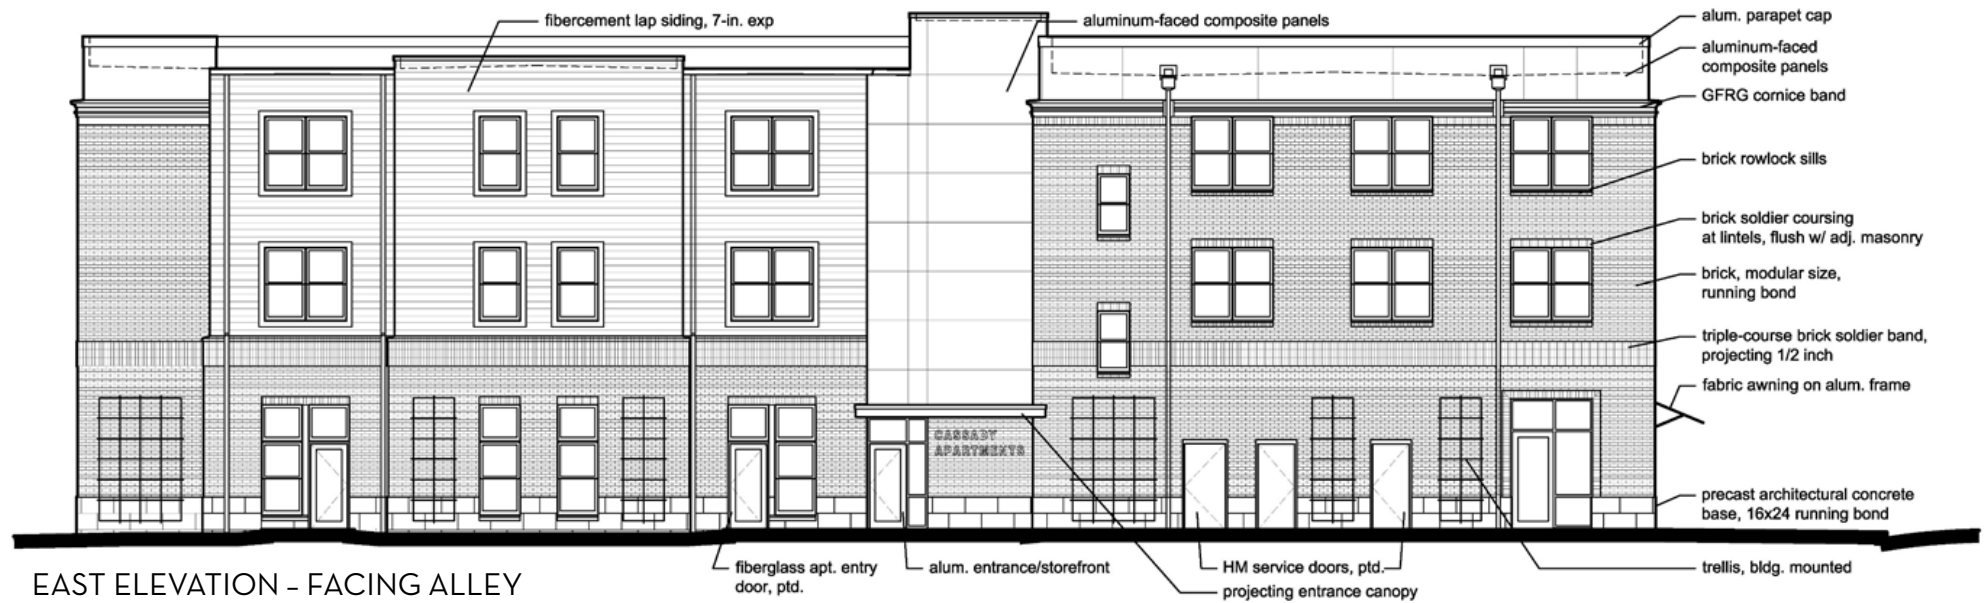 fibercement lap siding, 7-in. exp
aluminum-faced composite panels
alum. parapet cap
aluminum-faced
composite panels
GFRG cornice band
brick rowlock sills
brick soldier coursing
at lintels, flush w/ adj. masonry
brick, modular size,
running bond
triple-course brick soldier band,
projecting 1/2 inch
fabric awning on alum. frame
CASSADY
APARTMENTS
precast architectural concrete
base, 16x24 running bond
fiberglass apt. entry
door, ptd.
alum. entrance/storefront
HM service doors, ptd.
projecting entrance canopy
trellis, bldg. mounted
EAST ELEVATION – FACING ALLEY